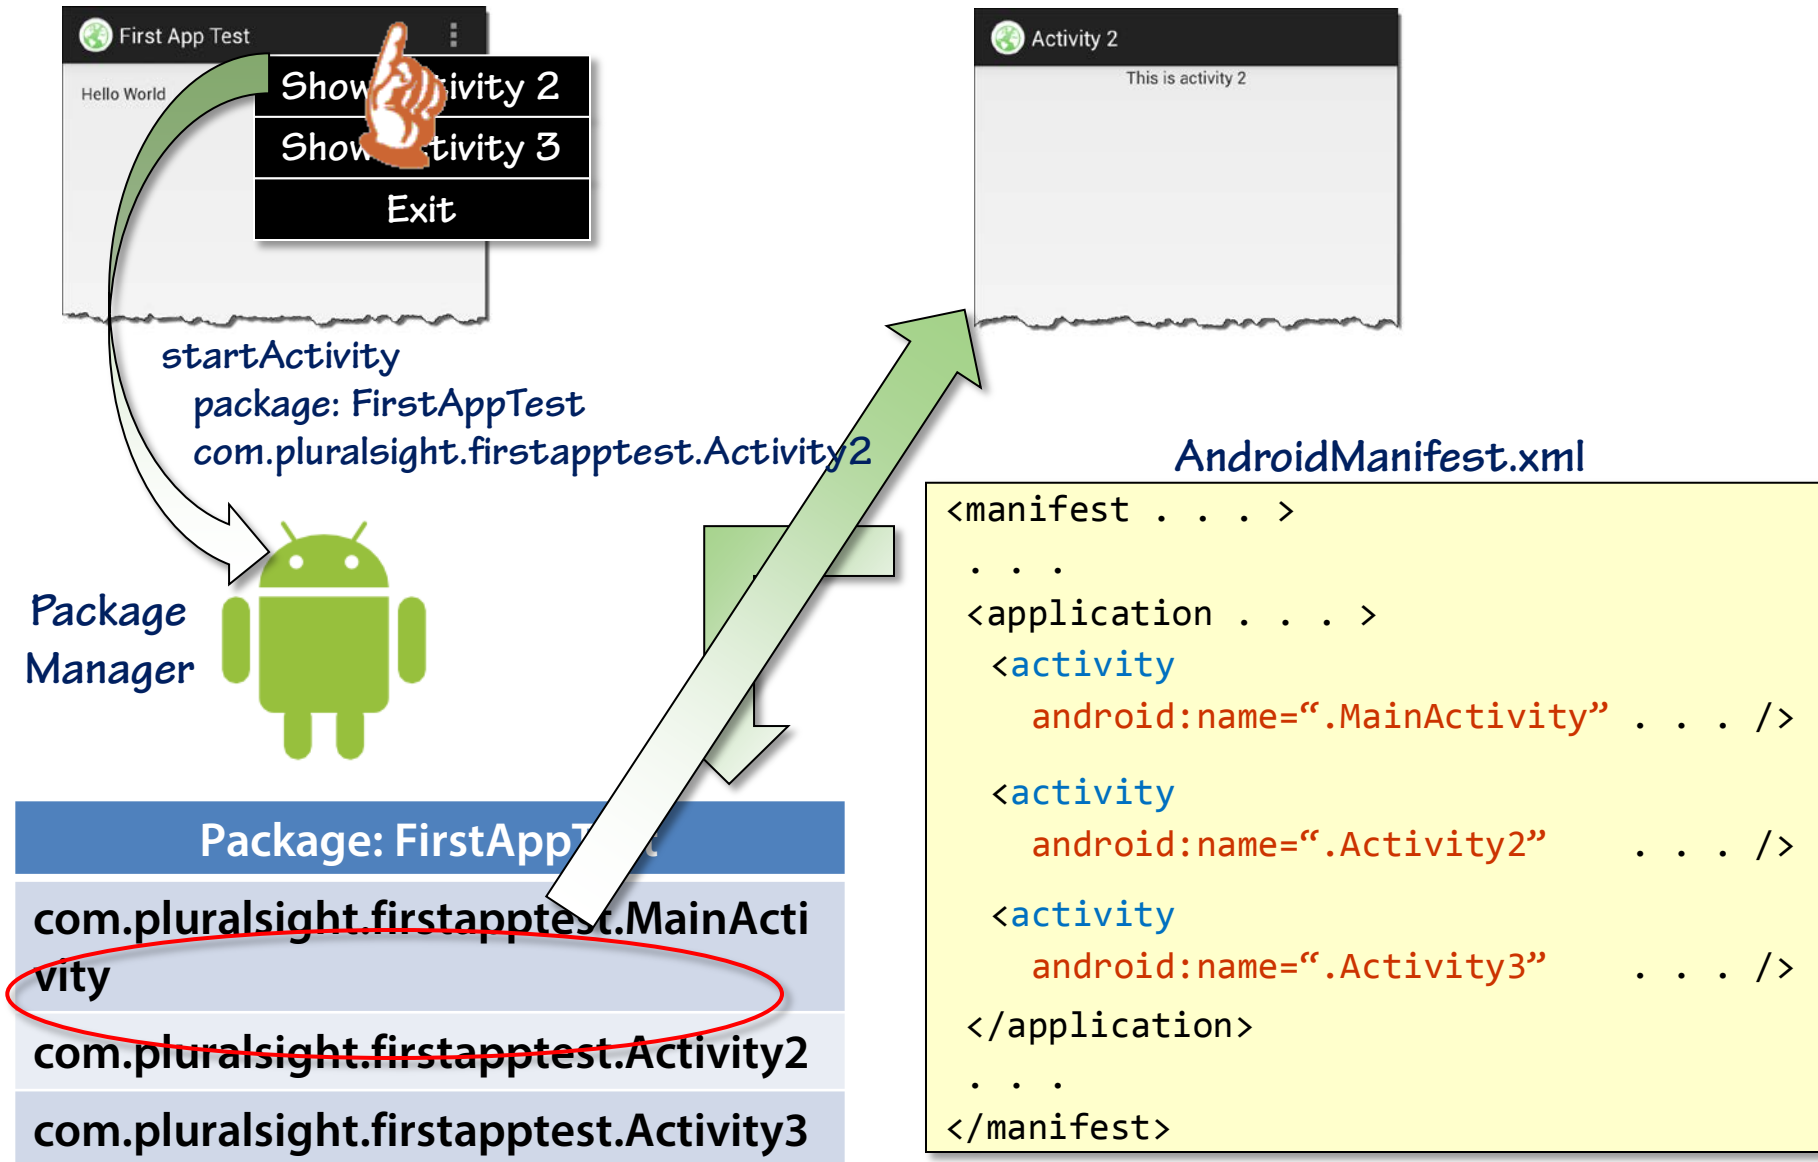 First App Test
Hello World
Show Activity 2
Show Activity 3
Exit
Activity 2
This is activity 2
startActivity
package: FirstAppTest
com.pluralsight.firstapptest.Activity2
Package
Manager
Package: FirstAppTest
com.pluralsight.firstapptest.MainActi
vity
com.pluralsight.firstapptest.Activity2
com.pluralsight.firstapptest.Activity3
AndroidManifest.xml
<manifest . . . >
. . .
<application . . . >
<activity
android:name=“.MainActivity” . . . />
<activity
android:name=“.Activity2” . . . />
<activity
android:name=“.Activity3” . . . />
</application>
. . .
</manifest>